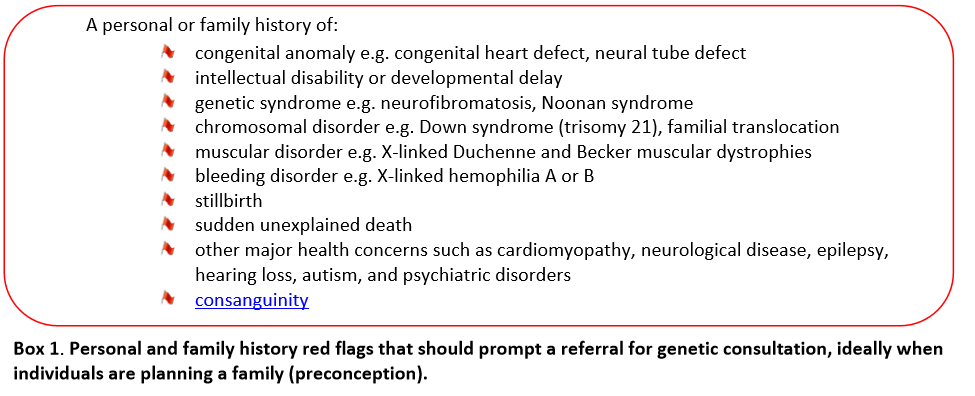 A personal or family history of:
congenital anomaly e.g. congenital heart defect, neural tube defect
intellectual disability or developmental delay
genetic syndrome e.g. neurofibromatosis, Noonan syndrome
chromosomal disorder e.g. Down syndrome (trisomy 21), familial translocation
muscular disorder e.g. X-linked Duchenne and Becker muscular dystrophies
bleeding disorder e.g. X-linked hemophilia A or B
stillbirth
sudden unexplained death
other major health concerns such as cardiomyopathy, neurological disease, epilepsy,
hearing loss, autism, and psychiatric disorders
consanguinity
Box 1. Personal and family history red flags that should prompt a referral for genetic consultation, ideally when
individuals are planning a family (preconception).